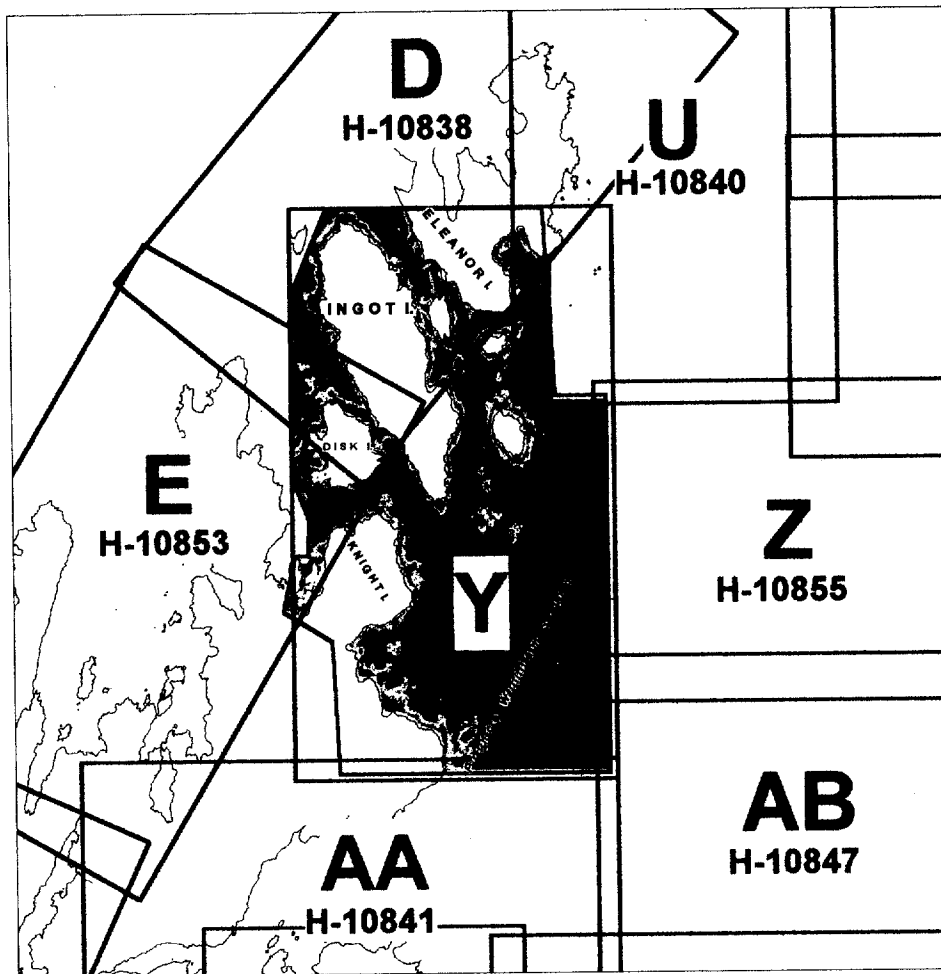 D
H-10838
U
H-10840
ELEANOR I.
INGOT I.
DISK I.
E
H-10853
KNIGHT I.
Z
H-10855
Y
AB
H-10847
AA
H-10841